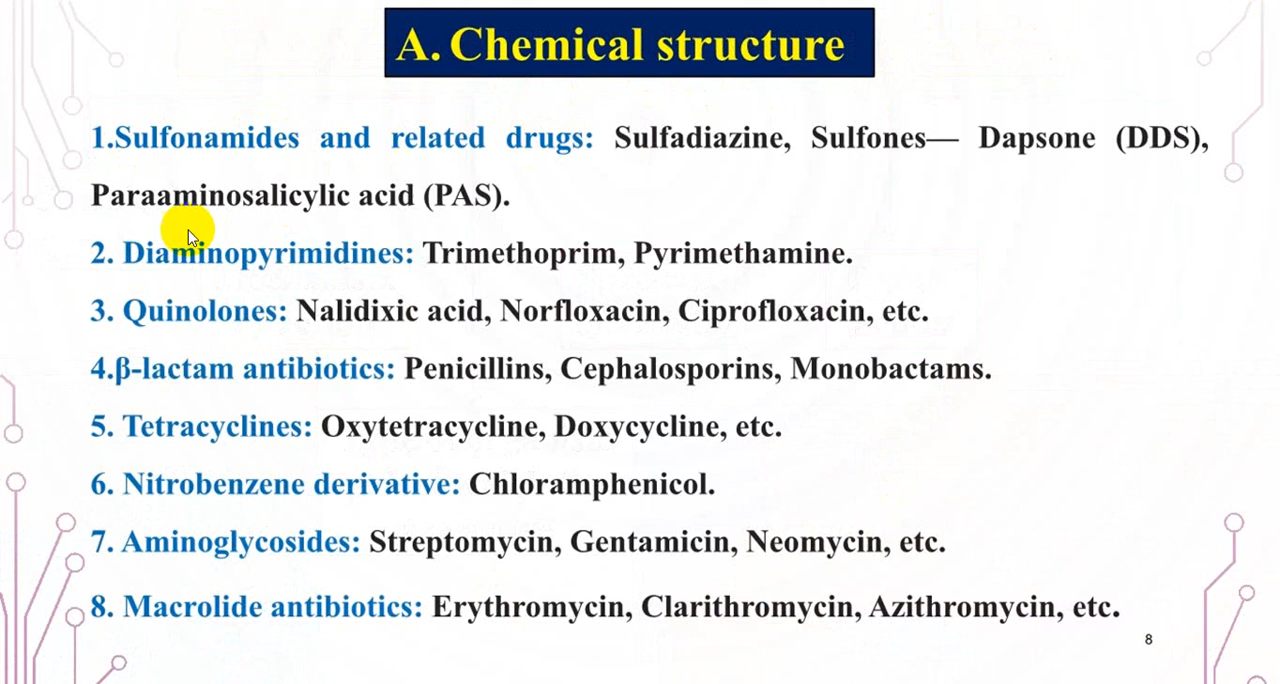 A. Chemical structure
1.Sulfonamides and related drugs: Sulfadiazine, Sulfones— Dapsone (DDS),
Paraaminosalicylic acid (PAS).
2. Diaminopyrimidines: Trimethoprim, Pyrimethamine.
3. Quinolones: Nalidixic acid, Norfloxacin, Ciprofloxacin, etc.
4.β-lactam antibiotics: Penicillins, Cephalosporins, Monobactams.
5. Tetracyclines: Oxytetracycline, Doxycycline, etc.
6. Nitrobenzene derivative: Chloramphenicol.
7. Aminoglycosides: Streptomycin, Gentamicin, Neomycin, etc.
8. Macrolide antibiotics: Erythromycin, Clarithromycin, Azithromycin, etc.
8